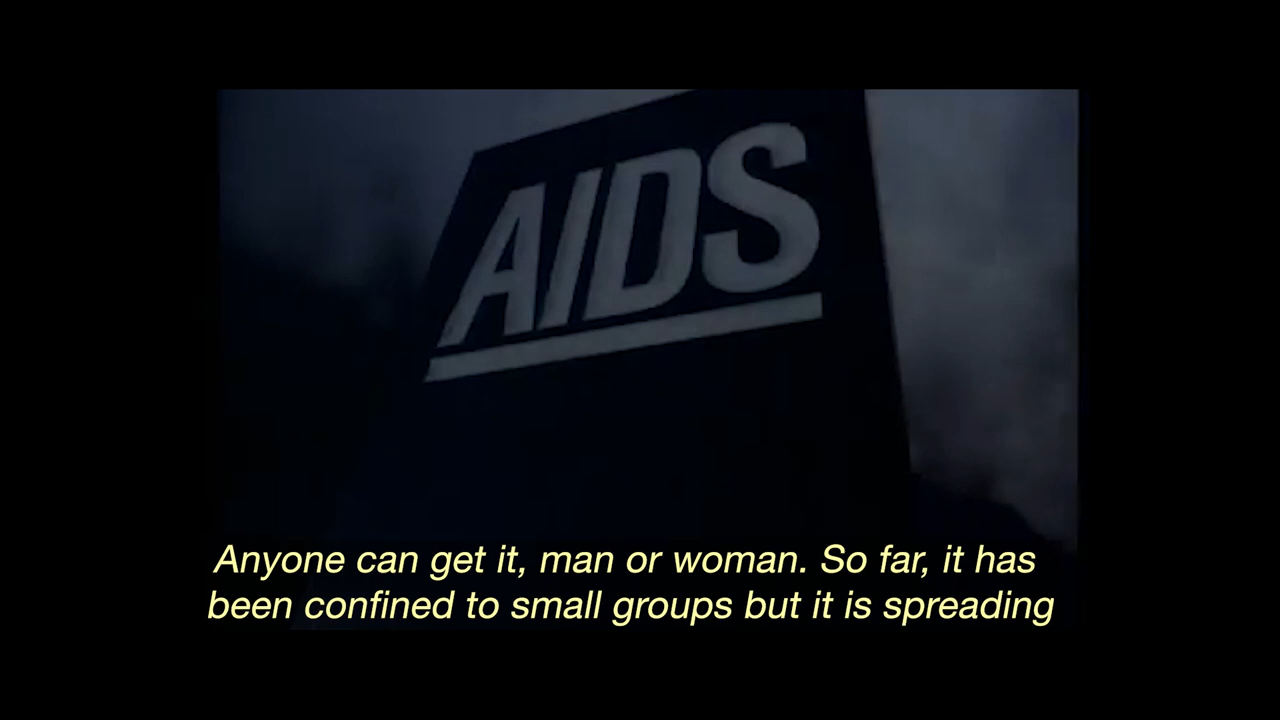 AIDS
Anyone can get it, man or woman. So far, it has
been confined to small groups but it is spreading